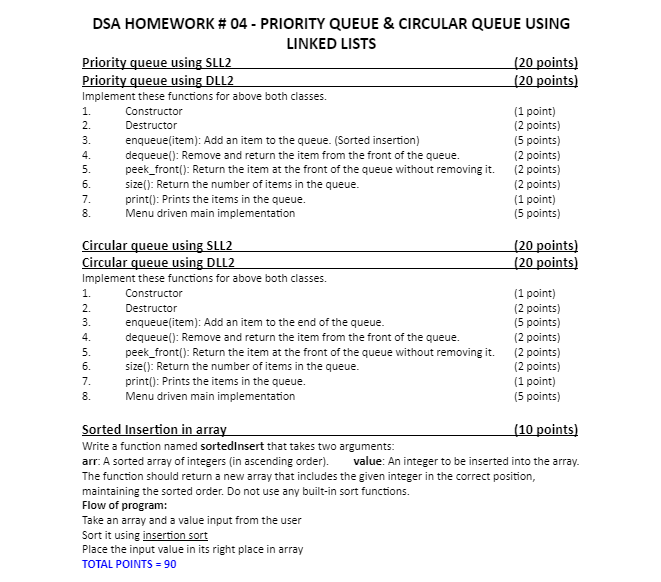 DSA HOMEWORK # 04 - PRIORITY QUEUE & CIRCULAR QUEUE USING
LINKED LISTS
Priority queue using SLL2 (20 points)
Priority queue using DLL2 (20 points)
Implement these functions for above both classes.
1. Constructor (1 point)
2. Destructor (2 points)
3. enqueue(item): Add an item to the queue. (Sorted insertion) (5 points)
4. dequeue(): Remove and return the item from the front of the queue. (2 points)
5. peek_front(): Return the item at the front of the queue without removing it. (2 points)
6. size(): Return the number of items in the queue. (2 points)
7. print(): Prints the items in the queue. (1 point)
8. Menu driven main implementation (5 points)
Circular queue using SLL2 (20 points)
Circular queue using DLL2 (20 points)
Implement these functions for above both classes.
1. Constructor (1 point)
2. Destructor (2 points)
3. enqueue(item): Add an item to the end of the queue. (5 points)
4. dequeue(): Remove and return the item from the front of the queue. (2 points)
5. peek_front(): Return the item at the front of the queue without removing it. (2 points)
6. size(): Return the number of items in the queue. (2 points)
7. print(): Prints the items in the queue. (1 point)
8. Menu driven main implementation (5 points)
Sorted Insertion in array (10 points)
Write a function named sortedInsert that takes two arguments:
arr: A sorted array of integers (in ascending order). value: An integer to be inserted into the array.
The function should return a new array that includes the given integer in the correct position,
maintaining the sorted order. Do not use any built-in sort functions.
Flow of program:
Take an array and a value input from the user
Sort it using insertion sort
Place the input value in its right place in array
TOTAL POINTS = 90